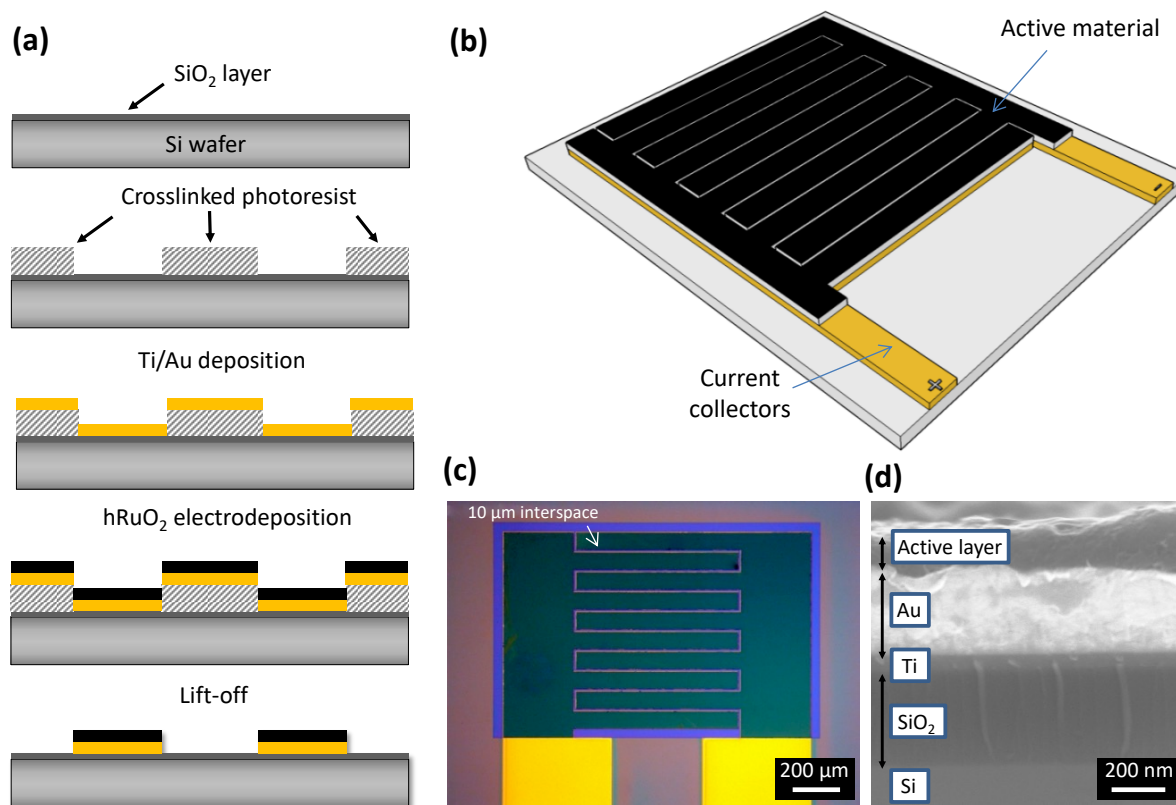 (a)
SiO₂ layer
Si wafer
Crosslinked photoresist
Ti/Au deposition
hRuO₂ electrodeposition
Lift-off
(b)
Active material
-
Current
collectors
+
(c)
10 µm interspace
200 µm
(d)
Active layer
Au
Ti
SiO₂
Si
200 nm